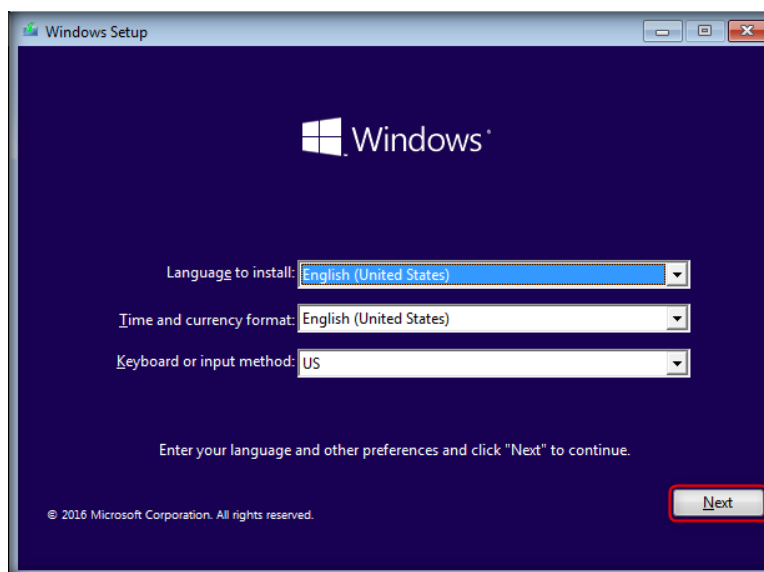 Windows Setup
Windows
Language to install: English (United States)
Time and currency format: English (United States)
Keyboard or input method: US
Enter your language and other preferences and click "Next" to continue.
Next
© 2016 Microsoft Corporation. All rights reserved.